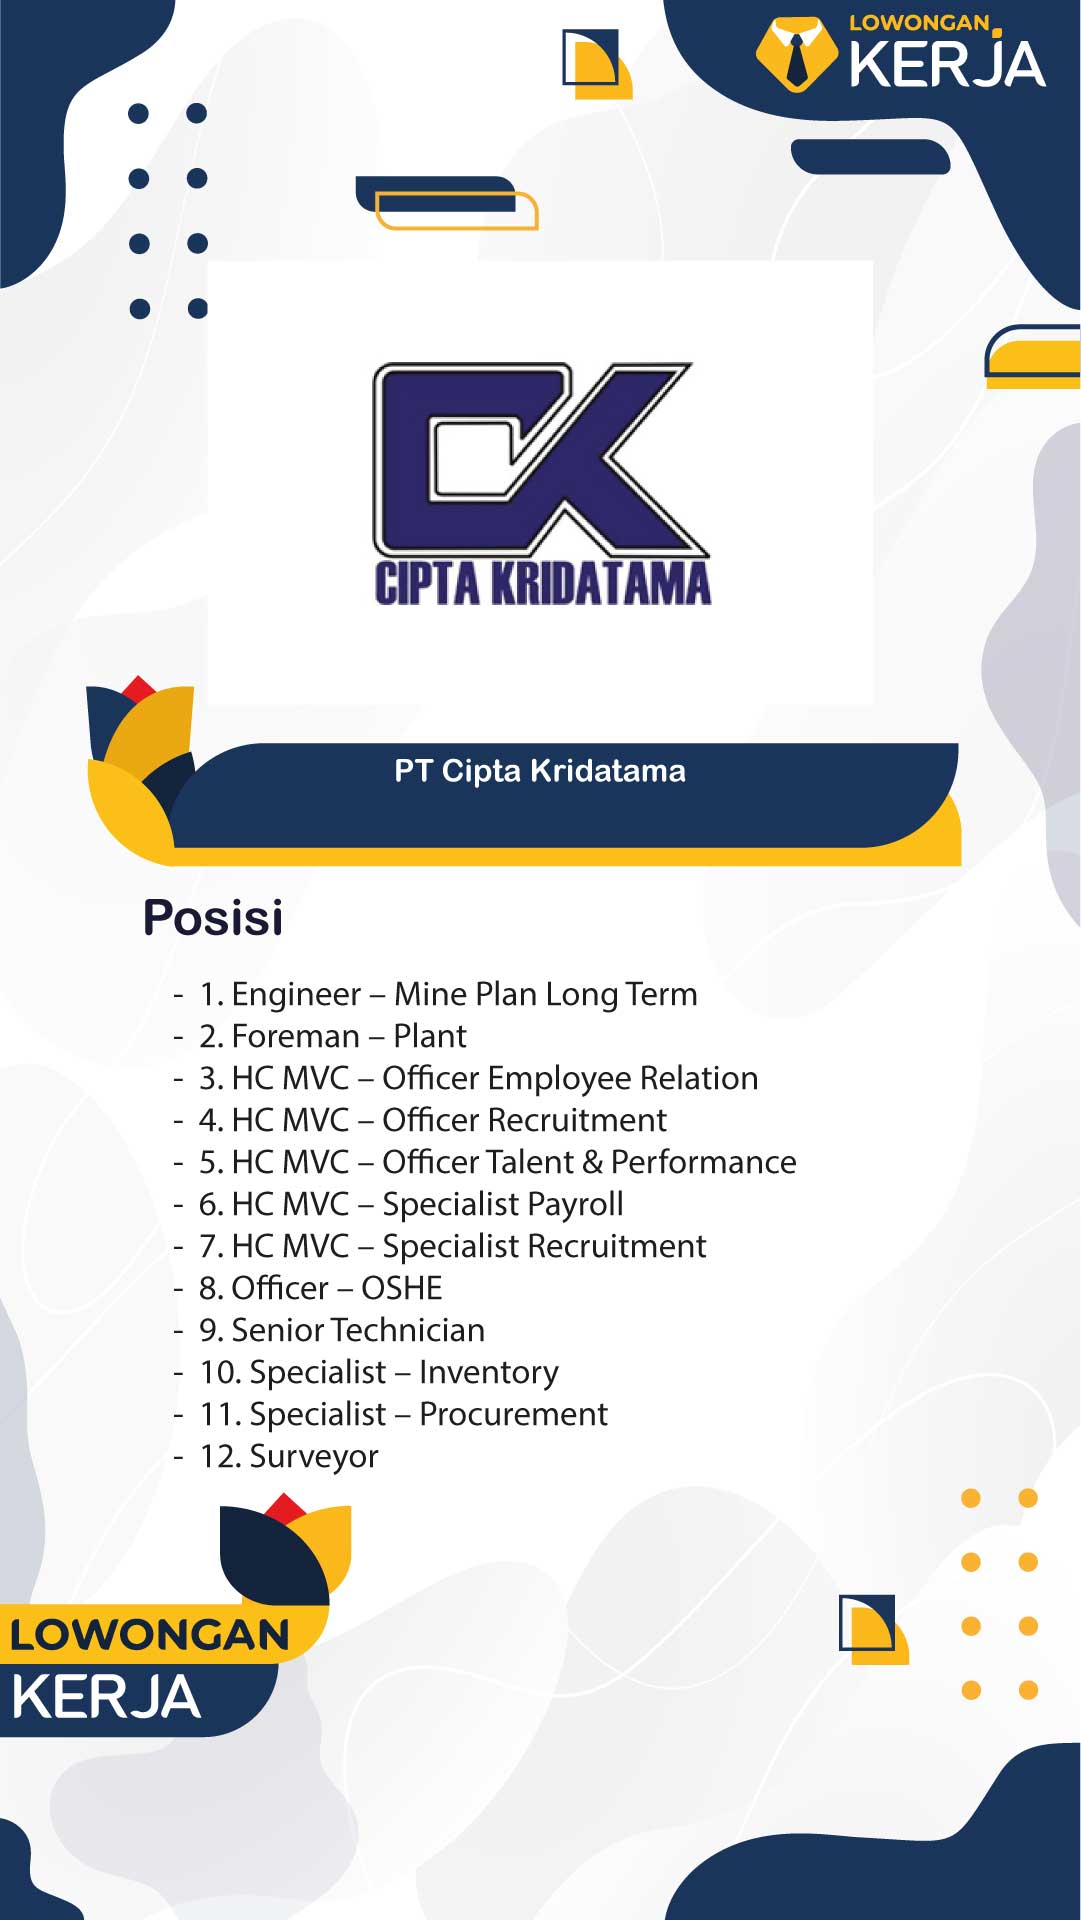 LOWONGAN
KERJA
CIPTA KRIDATAMA
PT Cipta Kridatama
Posisi
- 1. Engineer – Mine Plan Long Term
- 2. Foreman – Plant
- 3. HC MVC – Officer Employee Relation
- 4. HC MVC – Officer Recruitment
- 5. HC MVC – Officer Talent & Performance
- 6. HC MVC – Specialist Payroll
- 7. HC MVC – Specialist Recruitment
- 8. Officer – OSHE
- 9. Senior Technician
- 10. Specialist – Inventory
- 11. Specialist – Procurement
- 12. Surveyor
LOWONGAN
KERJA